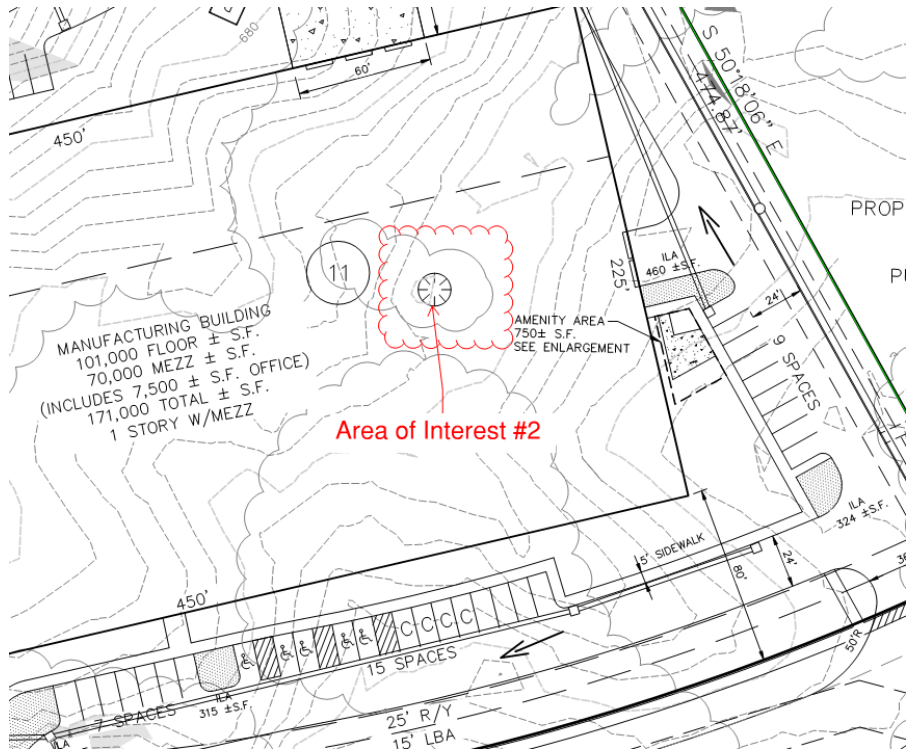 680
60'
450'
S 50°18'06" E
474.87'
PROP
11
225'
ILA
460 ±S.F.
24'
MANUFACTURING BUILDING
101,000 FLOOR ± S.F.
70,000 MEZZ ± S.F.
(INCLUDES 7,500 ± S.F. OFFICE)
171,000 TOTAL ± S.F.
1 STORY W/MEZZ
AMENITY AREA
750± S.F.
SEE ENLARGEMENT
9 SPACES
Area of Interest #2
ILA
324 ±S.F.
5' SIDEWALK
80'
24'
36
450'
C C C C
15 SPACES
50'R
7 SPACES
ILA
315 ±S.F.
ILA
25' R/Y
15' LBA